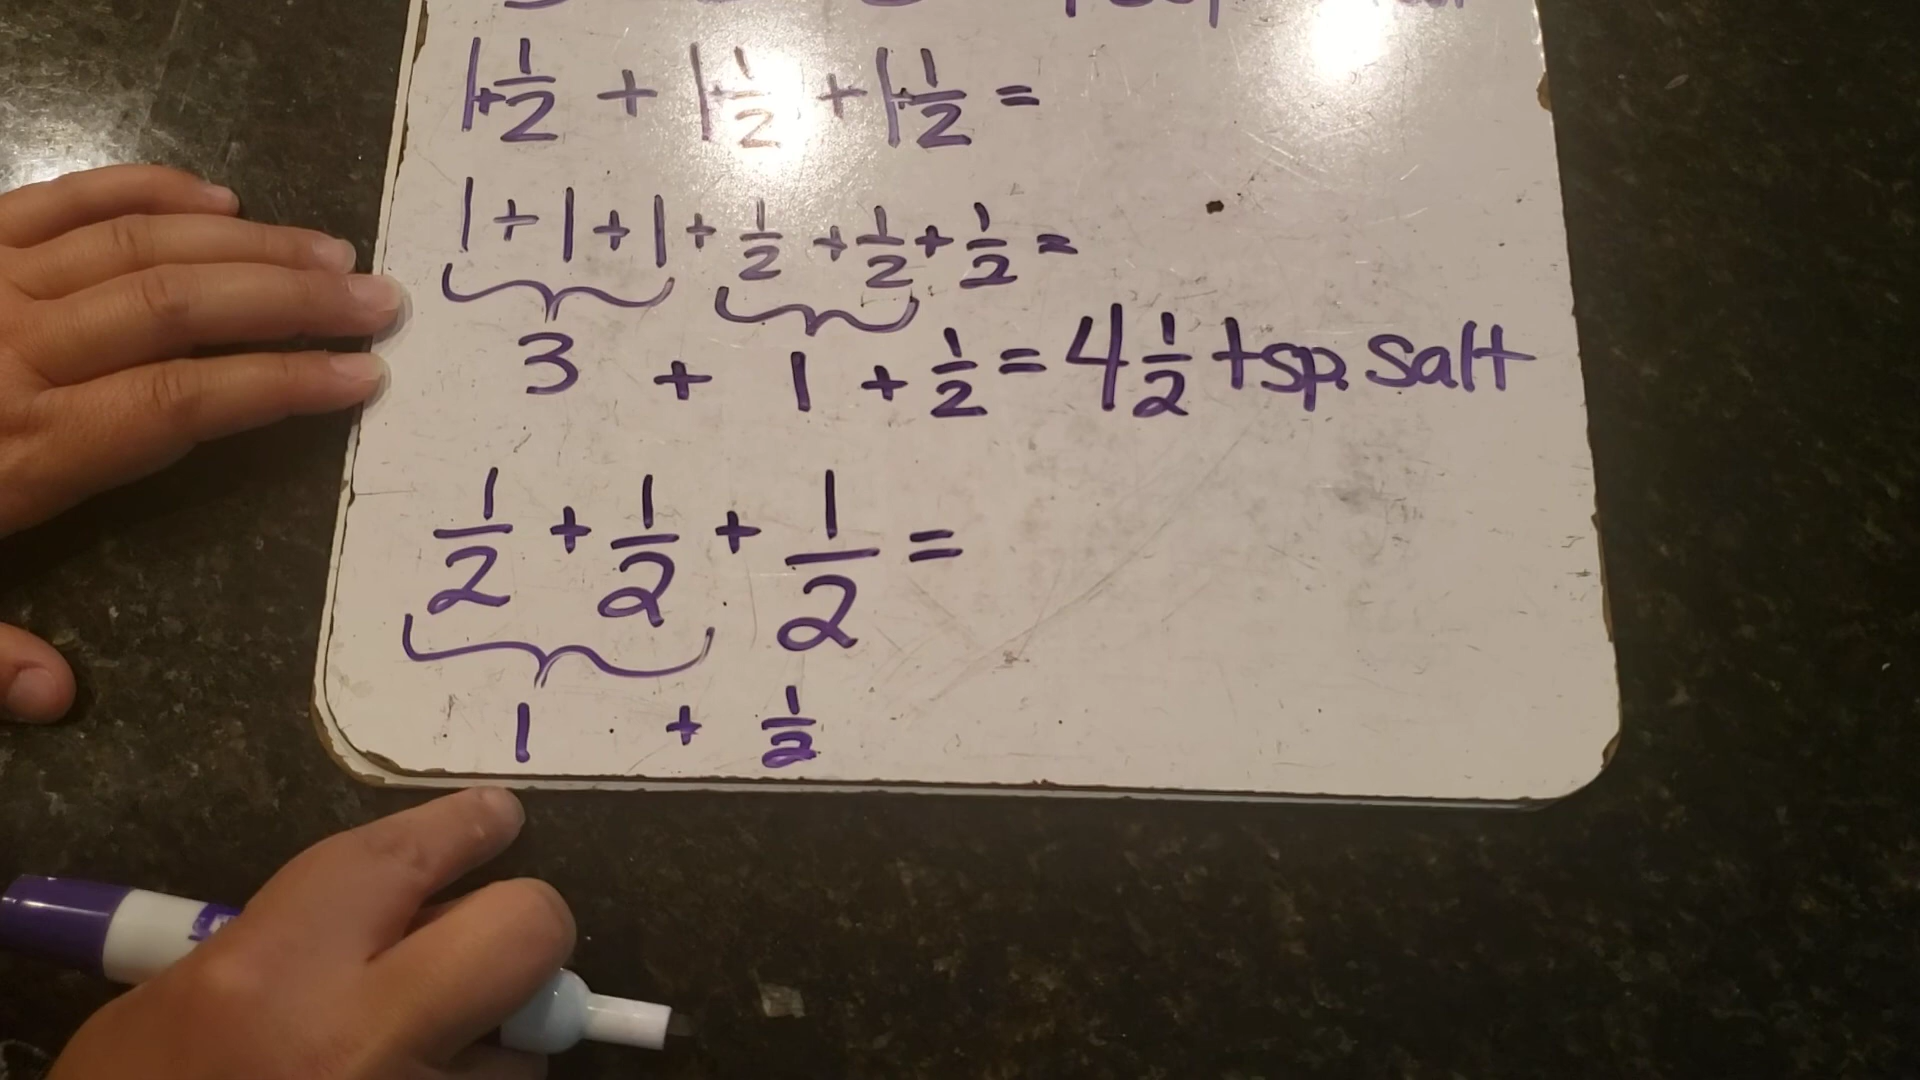 1+1/2 + 1+1/2 + 1+1/2 =
1 + 1 + 1 + 1/2 + 1/2 + 1/2 =
3 + 1 + 1/2 = 4 1/2 tsp. salt
1/2 + 1/2 + 1/2 =
1 + 1/2